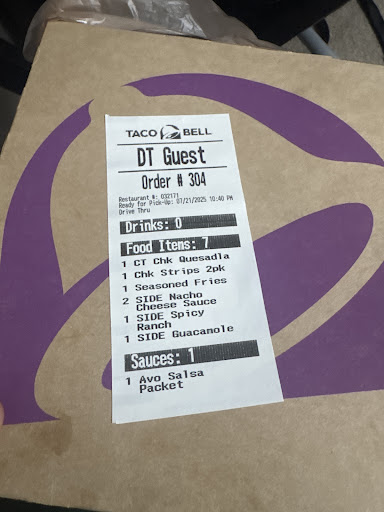 TACO BELL
DT Guest
Order # 304
Restaurant #: 032171
Ready for Pick-Up: 07/21/2025 10:40 PM
Drive Thru
Drinks: 0
Food Items: 7
1 CT Chk Quesadla
1 Chk Strips 2pk
1 Seasoned Fries
2 SIDE Nacho
Cheese Sauce
1 SIDE Spicy
Ranch
1 SIDE Guacamole
Sauces: 1
1 Avo Salsa
Packet